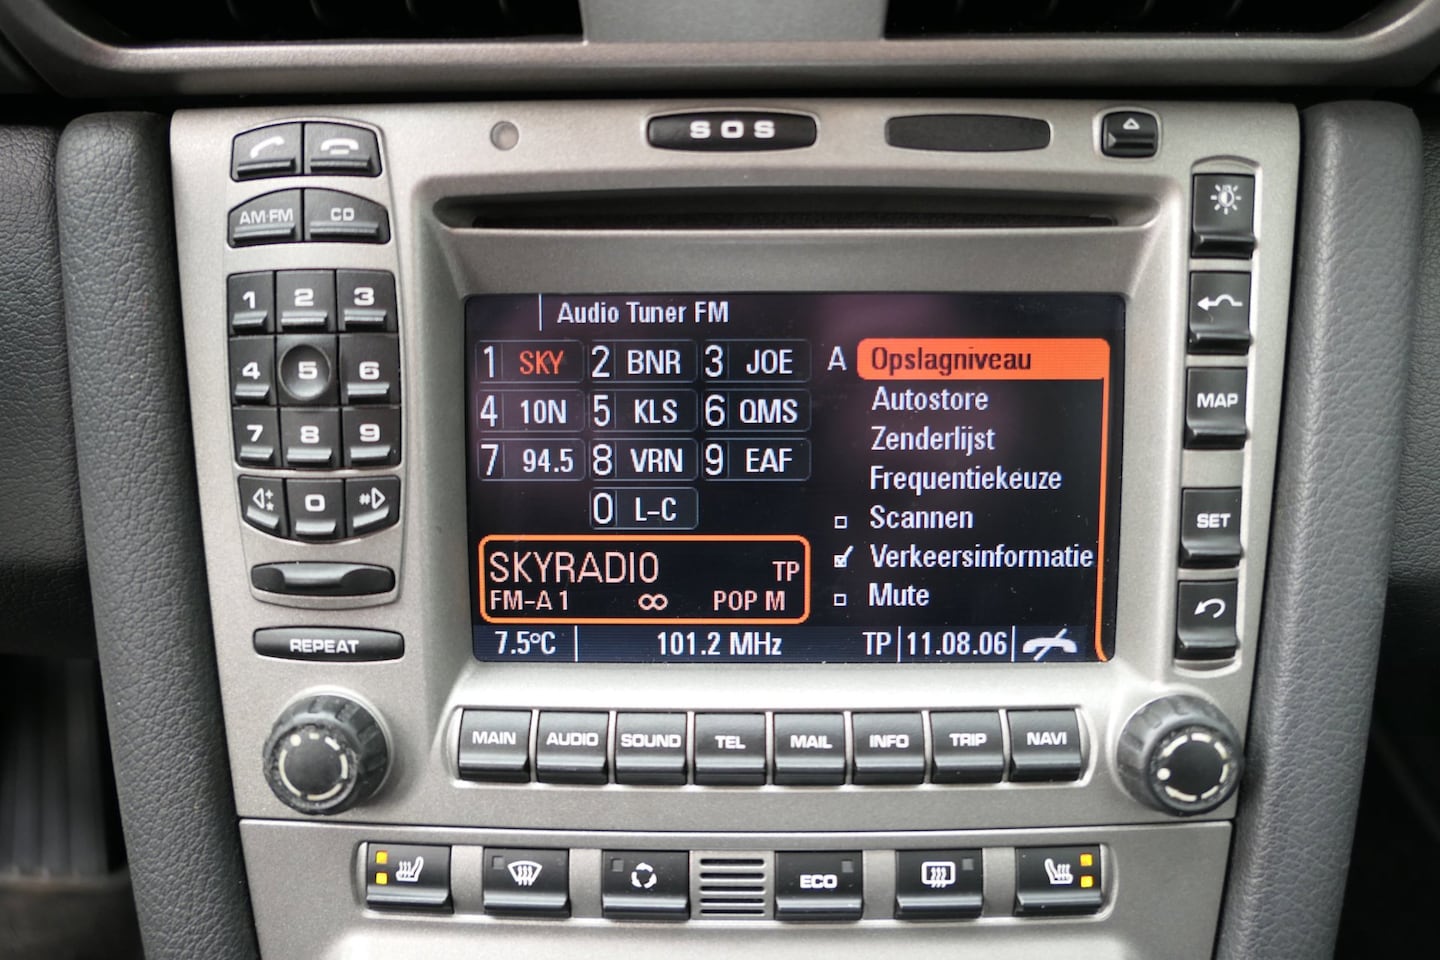 SOS
AM·FM CD
1 2 3
4 5 6
7 8 9
* 0 #
REPEAT
Audio Tuner FM
1 SKY 2 BNR 3 JOE
4 10N 5 KLS 6 QMS
7 94.5 8 VRN 9 EAF
0 L-C
A Opslagniveau
Autostore
Zenderlijst
Frequentiekeuze
Scannen
Verkeersinformatie
Mute
SKYRADIO TP
FM-A 1 ∞ POP M
7.5°C 101.2 MHz TP 11.08.06
MAP
SET
MAIN AUDIO SOUND TEL MAIL INFO TRIP NAVI
ECO